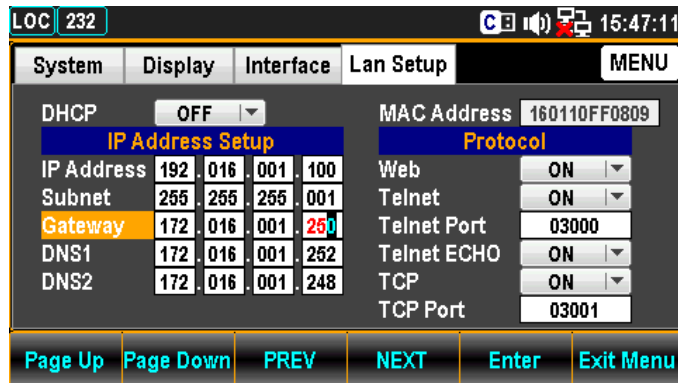 LOC 232 C 15:47:11
System Display Interface Lan Setup MENU
DHCP OFF MAC Address 160110FF0809
IP Address Setup Protocol
IP Address 192 . 016 . 001 . 100 Web ON
Subnet 255 . 255 . 255 . 001 Telnet ON
Gateway 172 . 016 . 001 . 250 Telnet Port 03000
DNS1 172 . 016 . 001 . 252 Telnet ECHO ON
DNS2 172 . 016 . 001 . 248 TCP ON
TCP Port 03001
Page Up Page Down PREV NEXT Enter Exit Menu